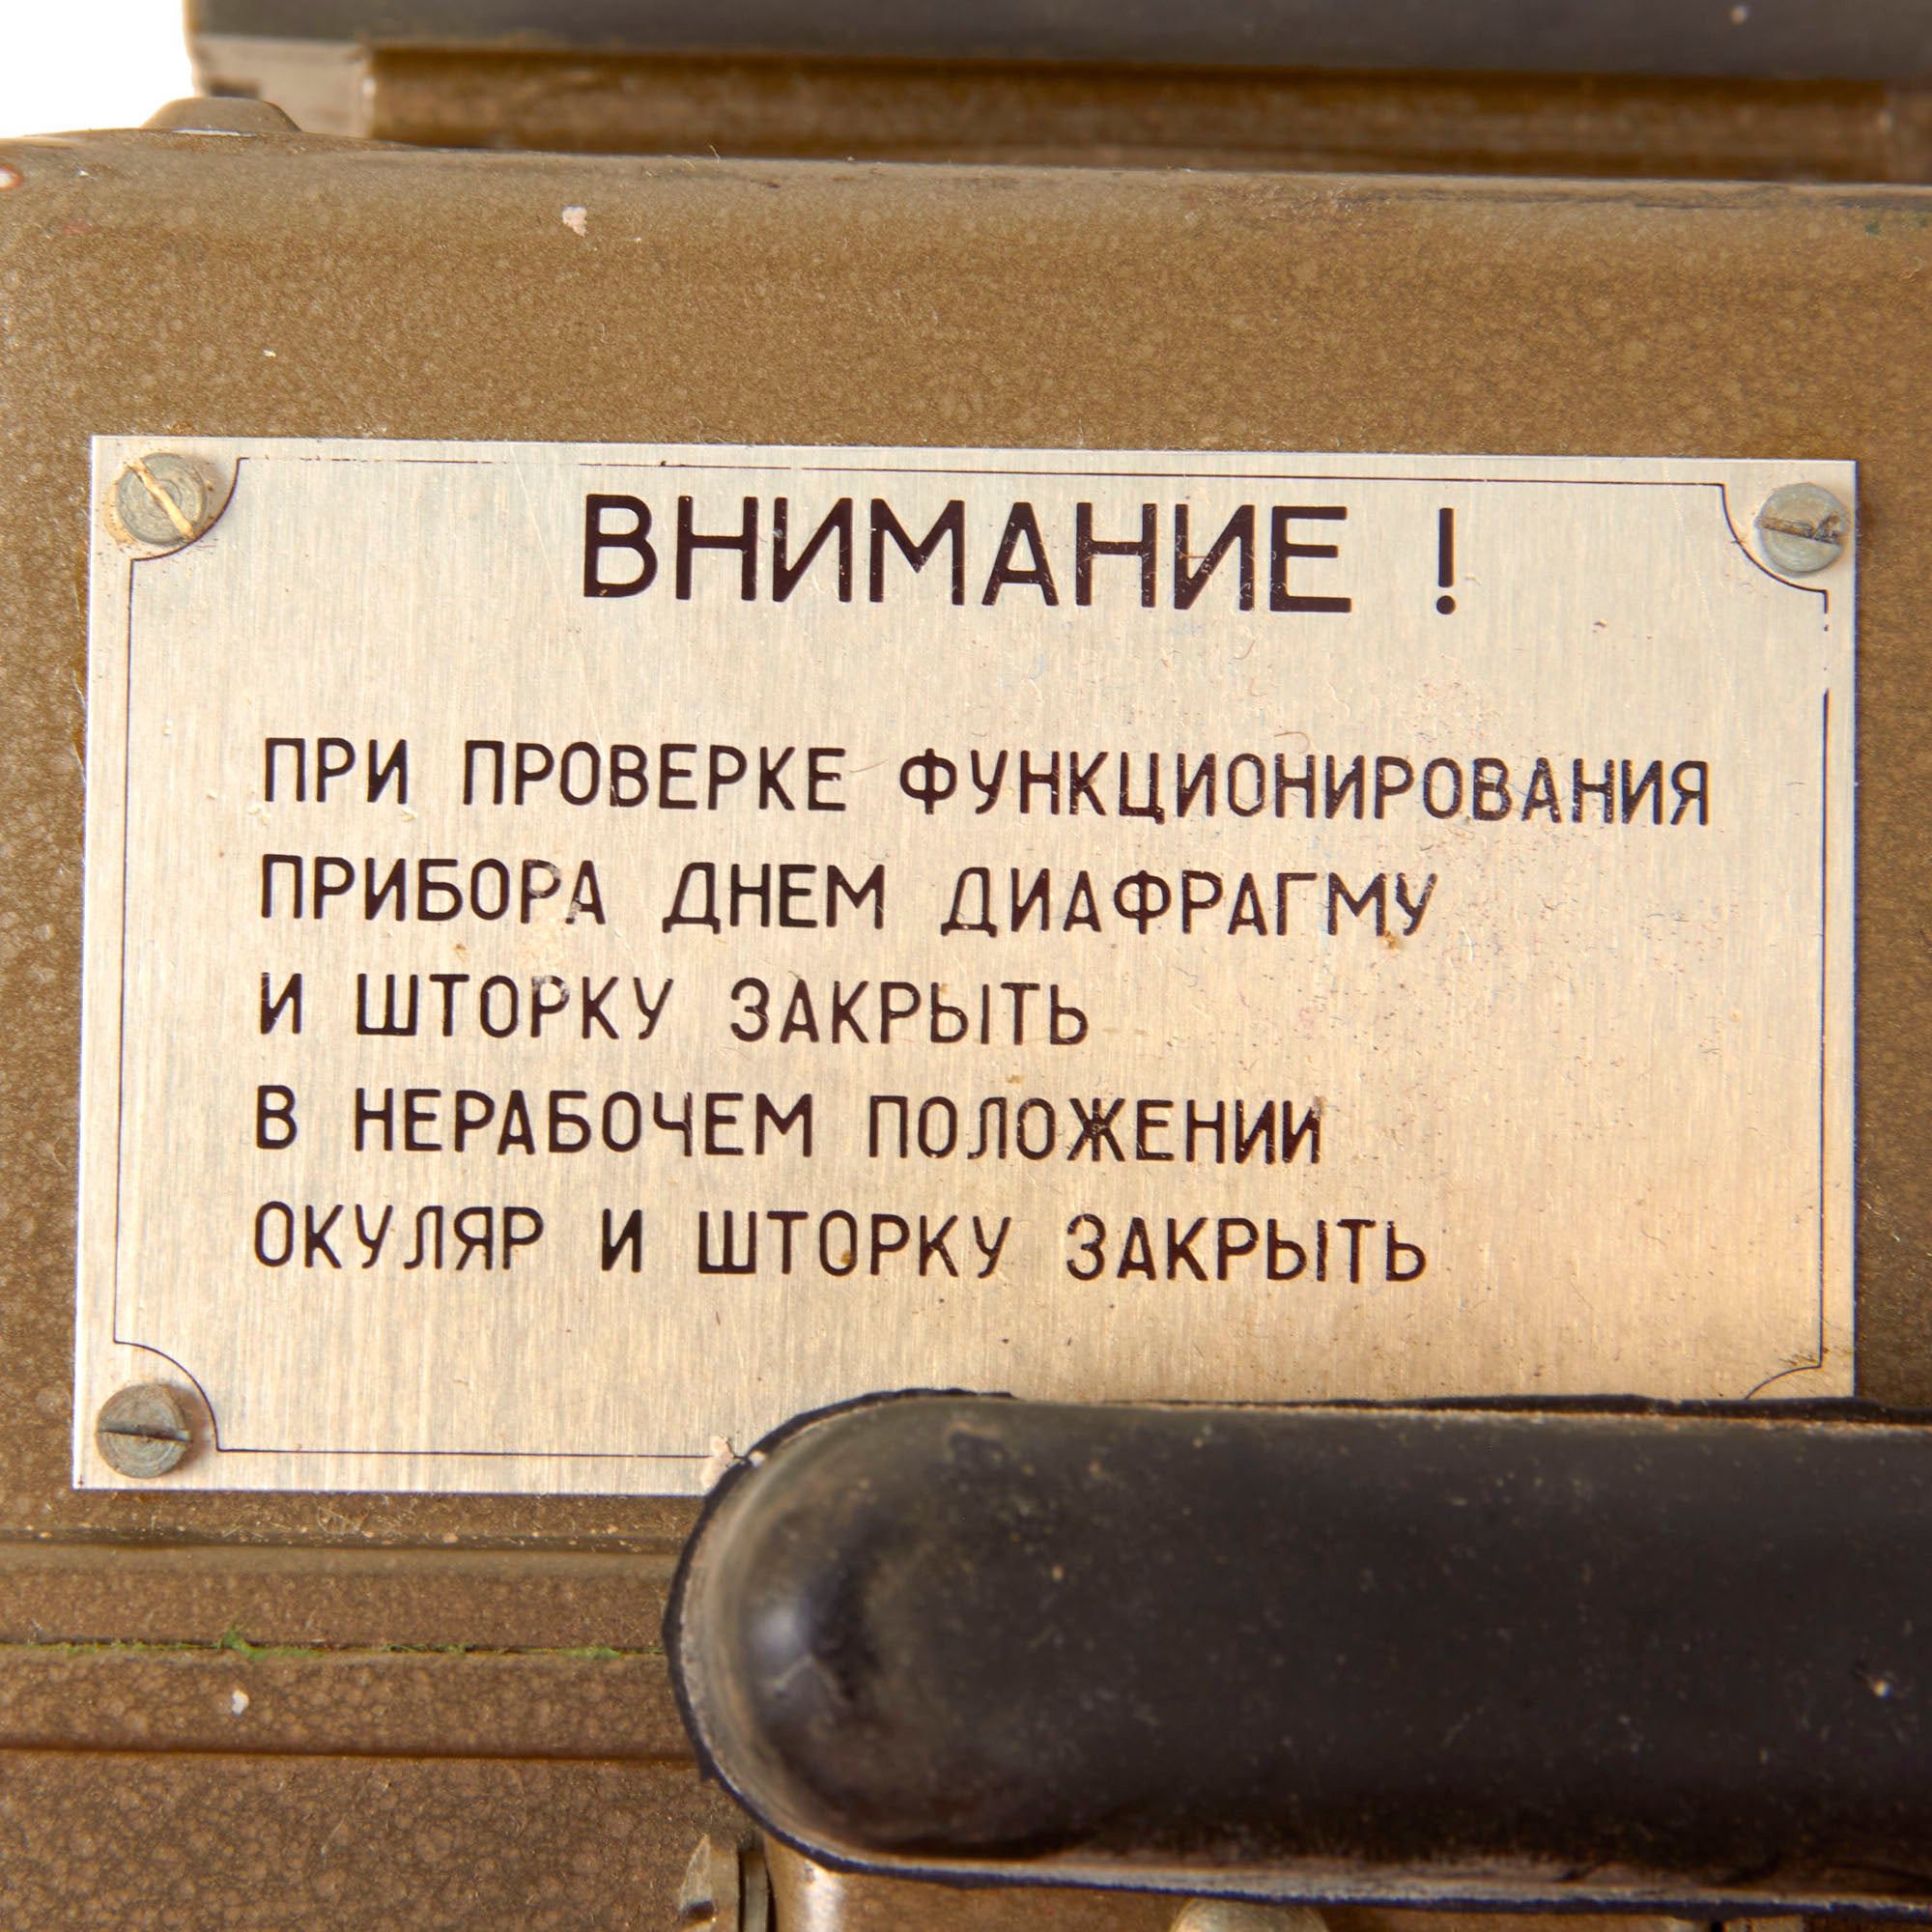 ВНИМАНИЕ !
ПРИ ПРОВЕРКЕ ФУНКЦИОНИРОВАНИЯ
ПРИБОРА ДНЕМ ДИАФРАГМУ
И ШТОРКУ ЗАКРЫТЬ
В НЕРАБОЧЕМ ПОЛОЖЕНИИ
ОКУЛЯР И ШТОРКУ ЗАКРЫТЬ